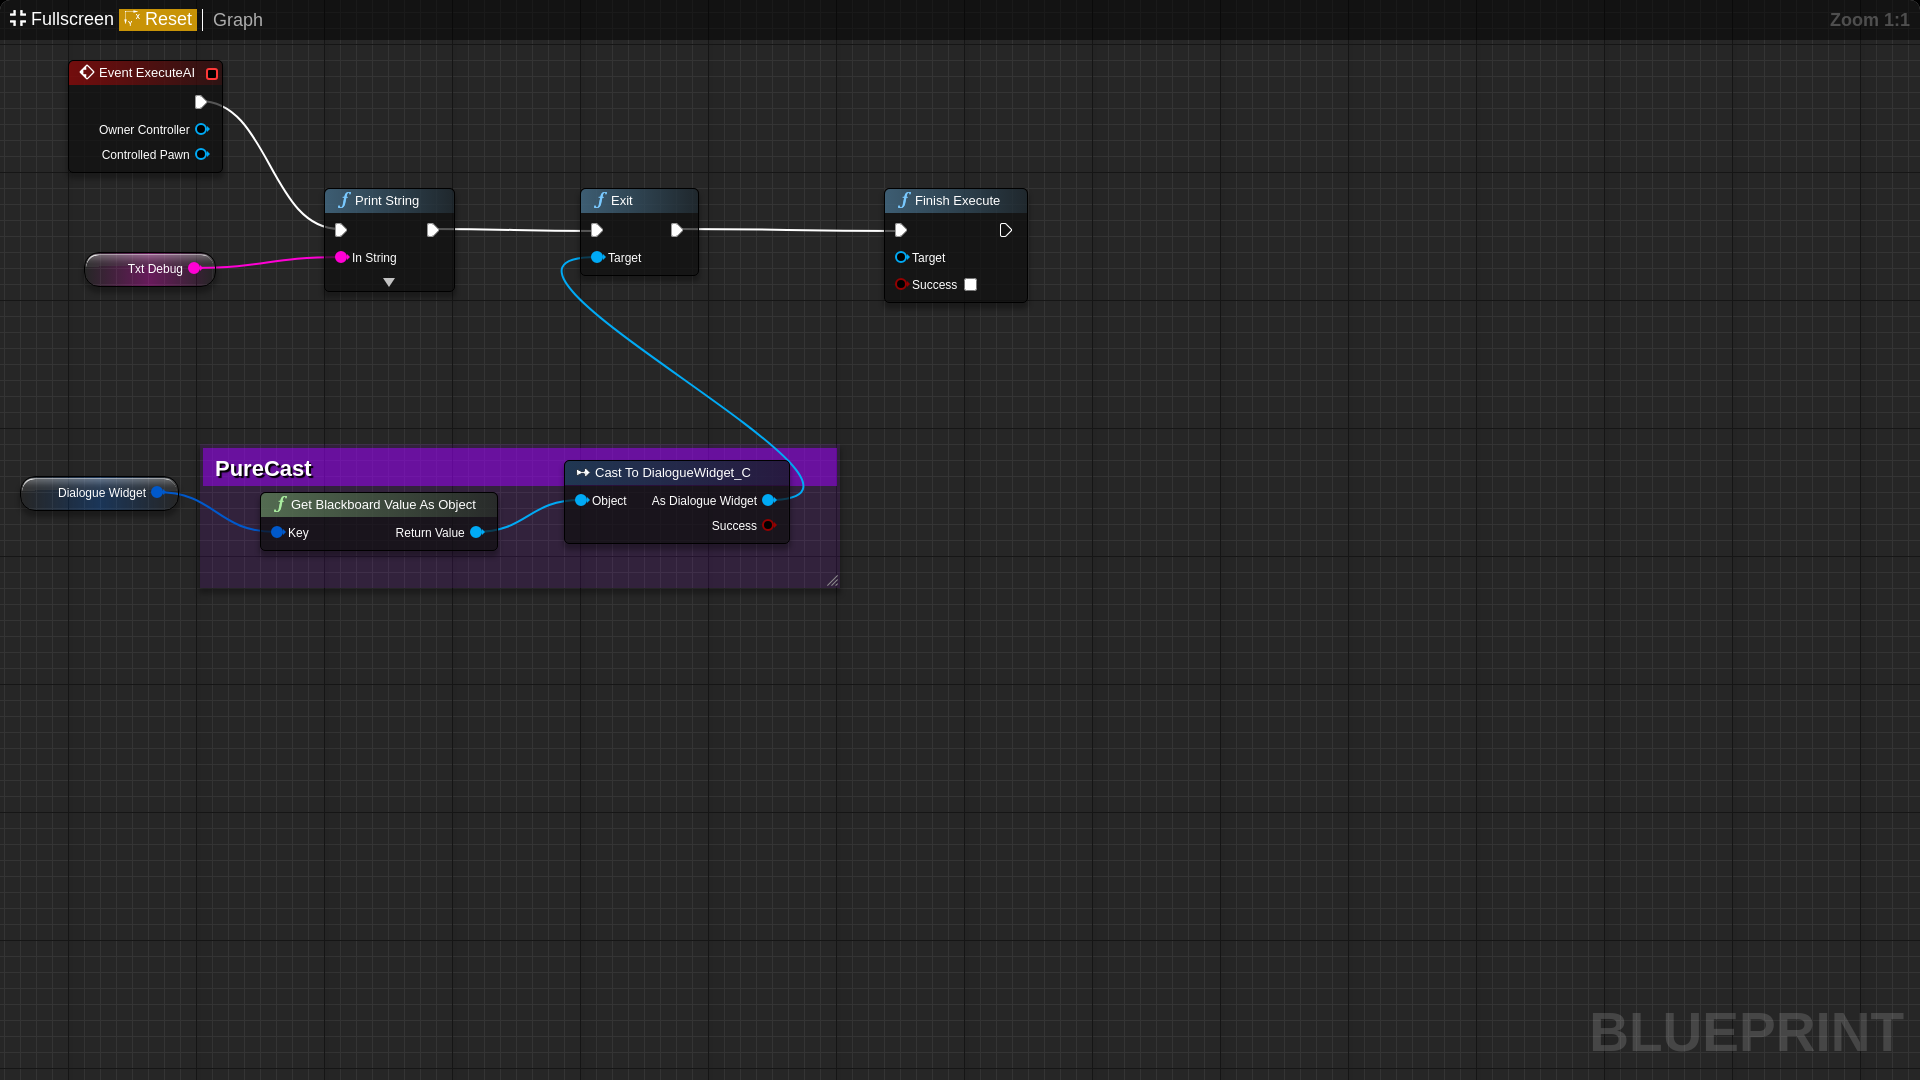 Fullscreen Reset Graph Zoom 1:1
Event ExecuteAI
Owner Controller
Controlled Pawn
Print String
In String
Txt Debug
Exit
Target
Finish Execute
Target
Success
PureCast
Dialogue Widget
Get Blackboard Value As Object
Key Return Value
Cast To DialogueWidget_C
Object As Dialogue Widget
Success
BLUEPRINT